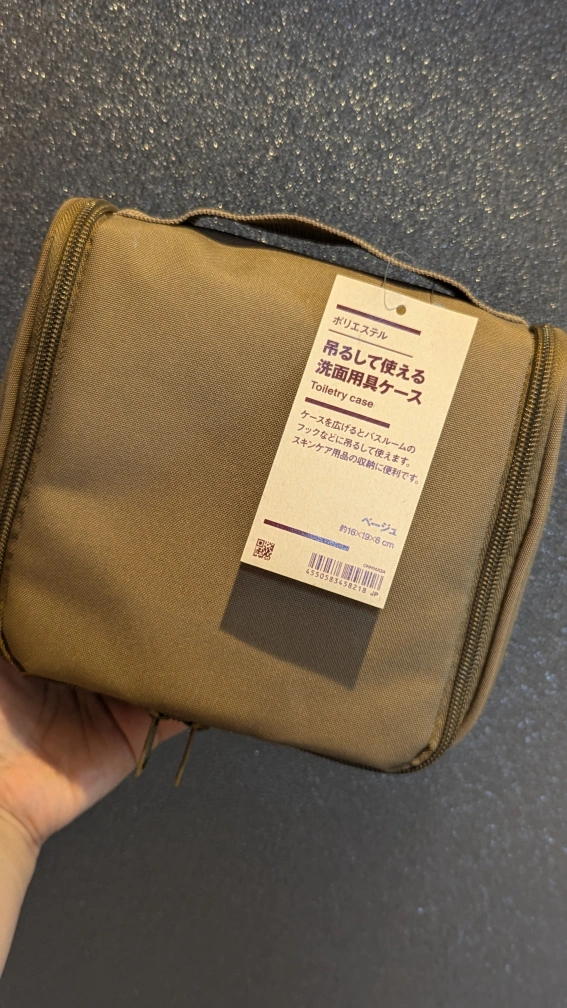 ポリエステル
吊るして使える
洗面用具ケース
Toiletry case
ケースを広げるとバスルームの
フックなどに吊るして使えます。
スキンケア用品の収納に便利です。
ベージュ
約16×19×8 cm
4550583458218 JP